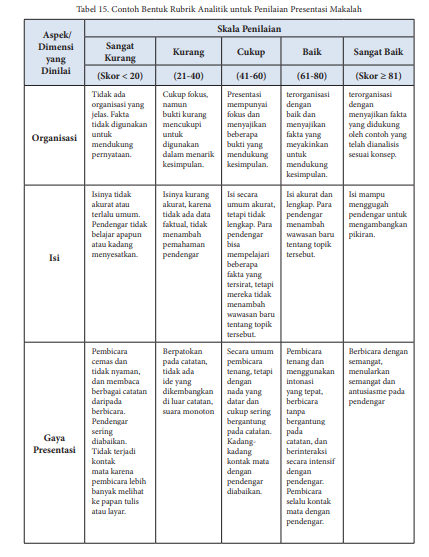 Tabel 15. Contoh Bentuk Rubrik Analitik untuk Penilaian Presentasi Makalah
Aspek/
Dimensi
yang
Dinilai
Skala Penilaian
Sangat
Kurang
Kurang
Cukup
Baik
Sangat Baik
(Skor < 20)
(21-40)
(41-60)
(61-80)
(Skor ≥ 81)
Organisasi
Tidak ada
organisasi yang
jelas. Fakta
tidak digunakan
untuk
mendukung
pernyataan.
Cukup fokus,
namun
bukti kurang
mencukupi
untuk
digunakan
dalam menarik
kesimpulan.
Presentasi
mempunyai
fokus dan
menyajikan
beberapa
bukti yang
mendukung
kesimpulan.
terorganisasi
dengan
baik dan
menyajikan
fakta yang
meyakinkan
untuk
mendukung
kesimpulan.
terorganisasi
dengan
menyajikan fakta
yang didukung
oleh contoh yang
telah dianalisis
sesuai konsep.
Isi
Isinya tidak
akurat atau
terlalu umum.
Pendengar tidak
belajar apapun
atau kadang
menyesatkan.
Isinya kurang
akurat, karena
tidak ada data
faktual, tidak
menambah
pemahaman
pendengar
Isi secara
umum akurat,
tetapi tidak
lengkap. Para
pendengar
bisa
mempelajari
beberapa
fakta yang
tersirat, tetapi
mereka tidak
menambah
wawasan baru
tentang topik
tersebut.
Isi akurat dan
lengkap. Para
pendengar
menambah
wawasan baru
tentang topik
tersebut.
Isi mampu
menggugah
pendengar untuk
mengambangkan
pikiran.
Gaya
Presentasi
Pembicara
cemas dan
tidak nyaman,
dan membaca
berbagai catatan
daripada
berbicara.
Pendengar
sering
diabaikan.
Tidak terjadi
kontak
mata karena
pembicara lebih
banyak melihat
ke papan tulis
atau layar.
Berpatokan
pada catatan,
tidak ada
ide yang
dikembangkan
di luar catatan,
suara monoton
Secara umum
pembicara
tenang, tetapi
dengan
nada yang
datar dan
cukup sering
bergantung
pada catatan.
Kadang-
kadang
kontak mata
dengan
pendengar
diabaikan.
Pembicara
tenang dan
menggunakan
intonasi
yang tepat,
berbicara
tanpa
bergantung
pada
catatan, dan
berinteraksi
secara intensif
dengan
pendengar.
Pembicara
selalu kontak
mata dengan
pendengar.
Berbicara dengan
semangat,
menularkan
semangat dan
antusiasme pada
pendengar